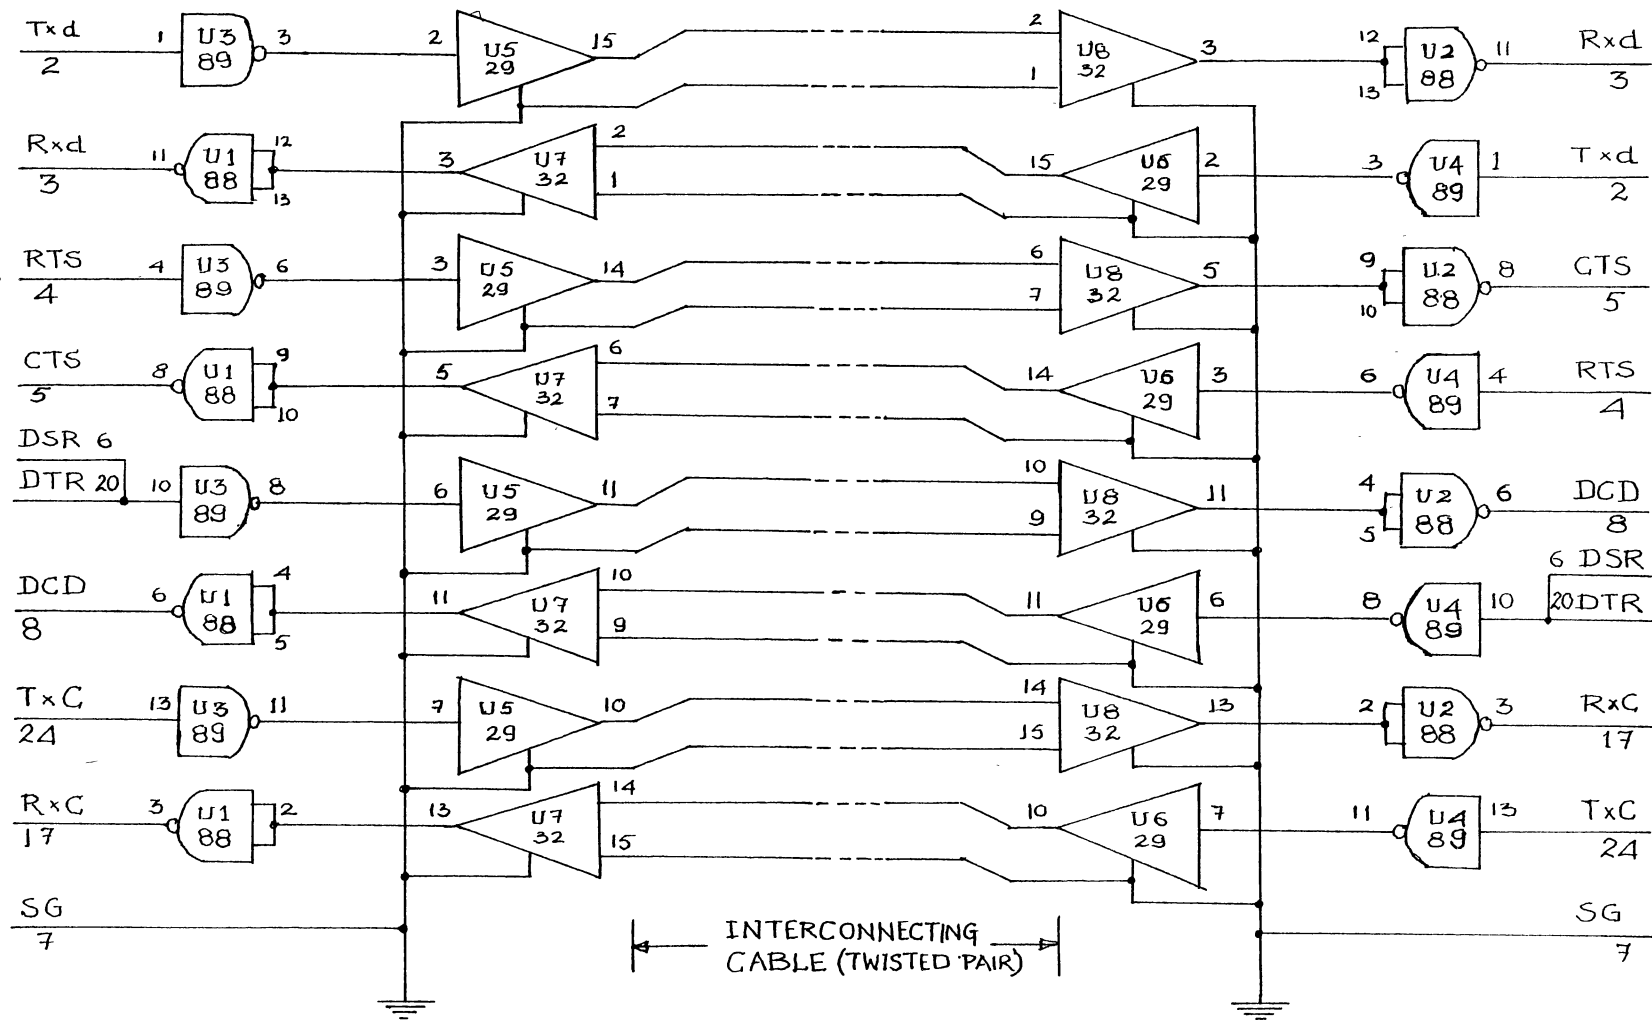 Txd 1 U3 3 2 U5 15 2 U8 3 12 U2 11 Rxd
2 89 29 1 32 13 88 3
Rxd 11 U1 12 3 U7 2 15 U6 2 3 U4 1 Txd
3 88 13 32 1 29 89 2
RTS 4 U3 6 3 U5 14 6 U8 5 9 U2 8 CTS
4 89 29 7 32 10 88 5
CTS 8 U1 9 5 U7 6 14 U6 3 6 U4 4 RTS
5 88 10 32 7 29 89 4
DSR 6
DTR 20 10 U3 8 6 U5 11 10 U8 11 4 U2 6 DCD
89 29 9 32 5 88 8
6 DSR
DCD 6 U1 4 11 U7 10 11 U6 6 8 U4 10 20 DTR
8 88 5 32 9 29 89
TxC 13 U3 11 7 U5 10 14 U8 13 2 U2 3 RxC
24 89 29 15 32 88 17
RxC 3 U1 2 13 U7 14 10 U6 7 11 U4 13 TxC
17 88 32 15 29 89 24
SG SG
7 7
INTERCONNECTING
CABLE (TWISTED PAIR)